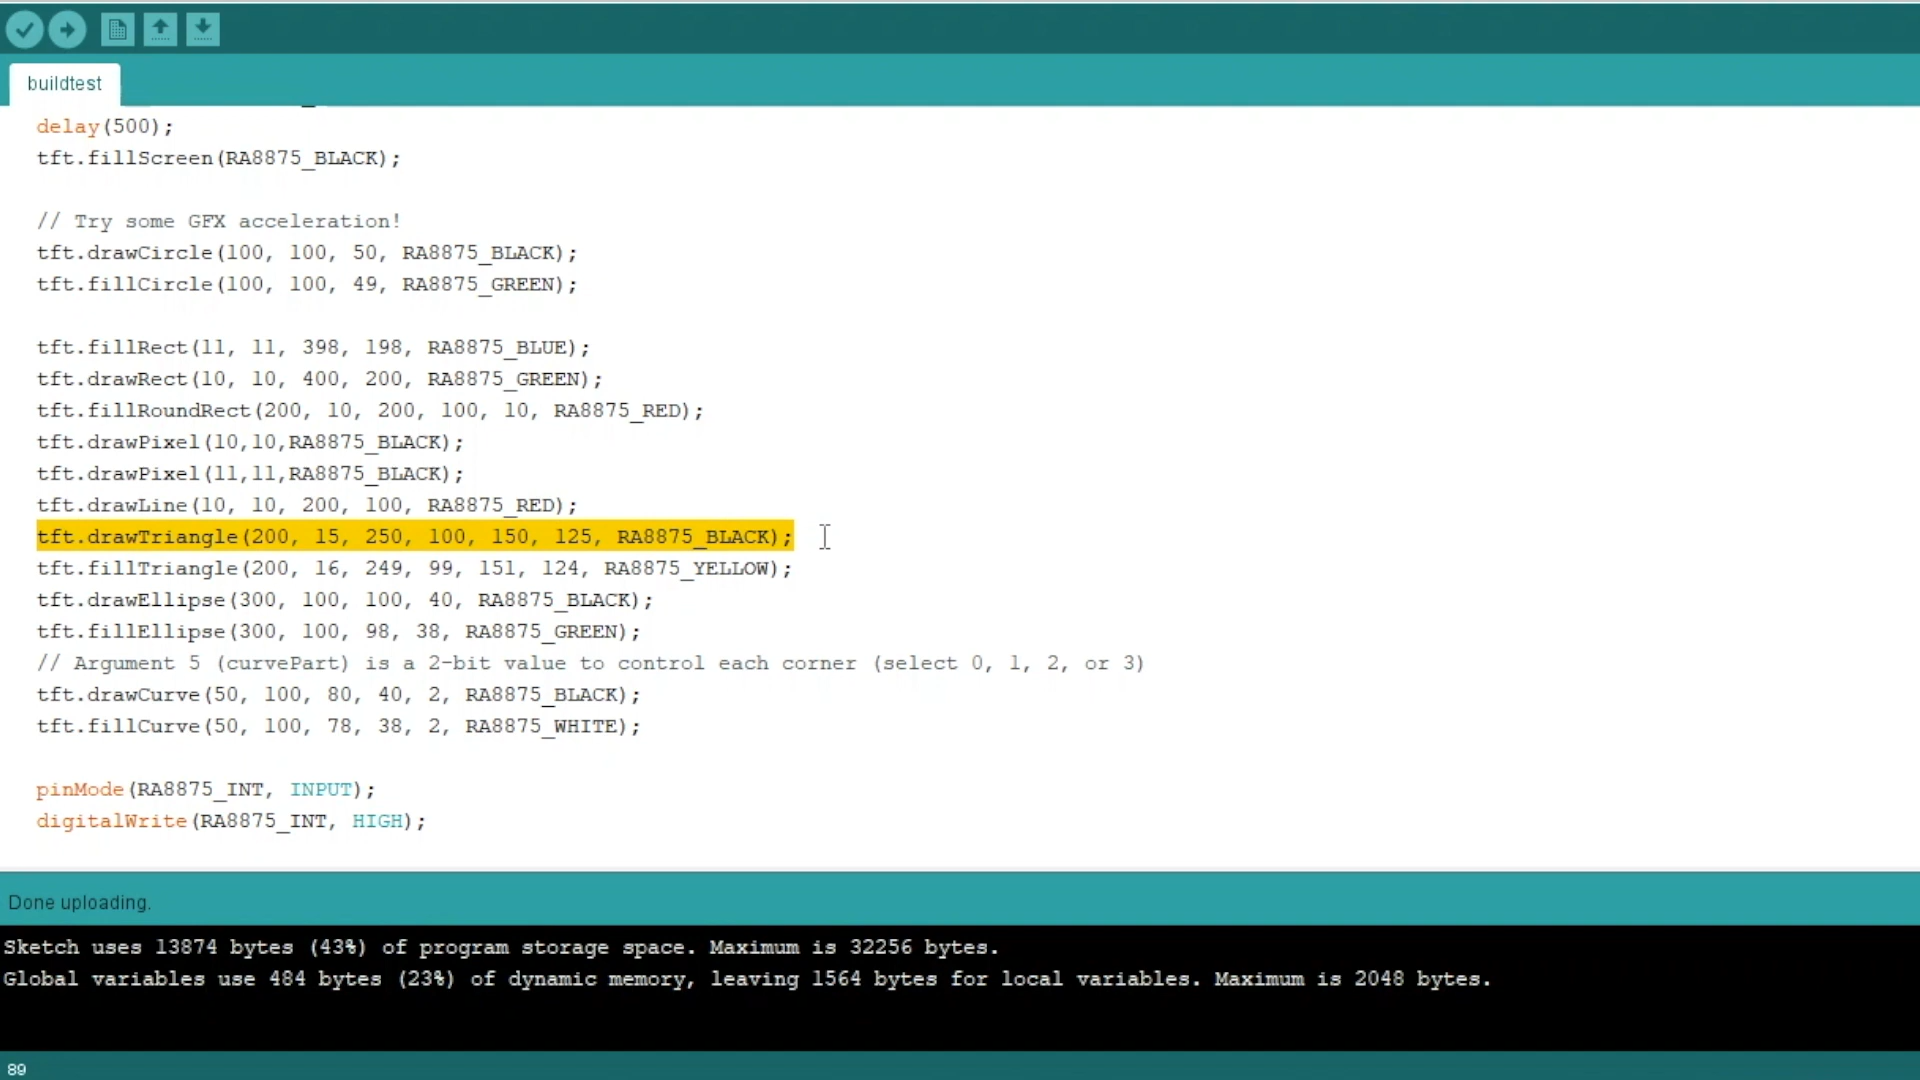 buildtest
delay(500);
tft.fillScreen(RA8875_BLACK);
// Try some GFX acceleration!
tft.drawCircle(100, 100, 50, RA8875_BLACK);
tft.fillCircle(100, 100, 49, RA8875_GREEN);
tft.fillRect(11, 11, 398, 198, RA8875_BLUE);
tft.drawRect(10, 10, 400, 200, RA8875_GREEN);
tft.fillRoundRect(200, 10, 200, 100, 10, RA8875_RED);
tft.drawPixel(10,10,RA8875_BLACK);
tft.drawPixel(11,11,RA8875_BLACK);
tft.drawLine(10, 10, 200, 100, RA8875_RED);
tft.drawTriangle(200, 15, 250, 100, 150, 125, RA8875_BLACK);
tft.fillTriangle(200, 16, 249, 99, 151, 124, RA8875_YELLOW);
tft.drawEllipse(300, 100, 100, 40, RA8875_BLACK);
tft.fillEllipse(300, 100, 98, 38, RA8875_GREEN);
// Argument 5 (curvePart) is a 2-bit value to control each corner (select 0, 1, 2, or 3)
tft.drawCurve(50, 100, 80, 40, 2, RA8875_BLACK);
tft.fillCurve(50, 100, 78, 38, 2, RA8875_WHITE);
pinMode(RA8875_INT, INPUT);
digitalWrite(RA8875_INT, HIGH);
Done uploading.
Sketch uses 13874 bytes (43%) of program storage space. Maximum is 32256 bytes.
Global variables use 484 bytes (23%) of dynamic memory, leaving 1564 bytes for local variables. Maximum is 2048 bytes.
89